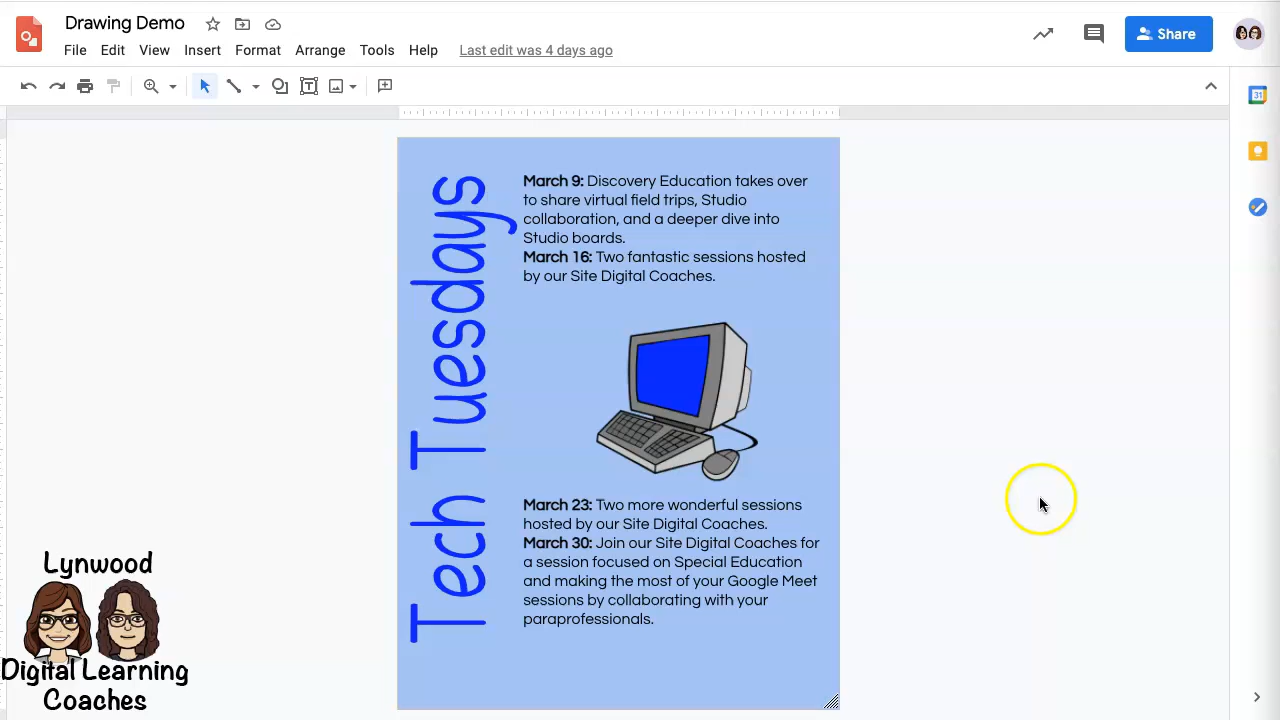 Drawing Demo
File Edit View Insert Format Arrange Tools Help Last edit was 4 days ago
Share
31
Tech Tuesdays
March 9: Discovery Education takes over
to share virtual field trips, Studio
collaboration, and a deeper dive into
Studio boards.
March 16: Two fantastic sessions hosted
by our Site Digital Coaches.
March 23: Two more wonderful sessions
hosted by our Site Digital Coaches.
March 30: Join our Site Digital Coaches for
a session focused on Special Education
and making the most of your Google Meet
sessions by collaborating with your
paraprofessionals.
Lynwood
Digital Learning
Coaches